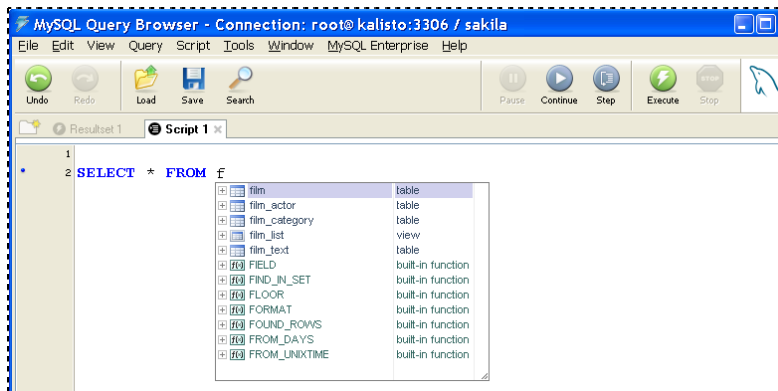 MySQL Query Browser - Connection: root@kalisto:3306 / sakila
File Edit View Query Script Tools Window MySQL Enterprise Help
Undo Redo Load Save Search Pause Continue Step Execute Stop
STOP
Resultset 1 Script 1
1
2 SELECT * FROM f
film table
film_actor table
film_category table
film_list view
film_text table
f(x) FIELD built-in function
f(x) FIND_IN_SET built-in function
f(x) FLOOR built-in function
f(x) FORMAT built-in function
f(x) FOUND_ROWS built-in function
f(x) FROM_DAYS built-in function
f(x) FROM_UNIXTIME built-in function